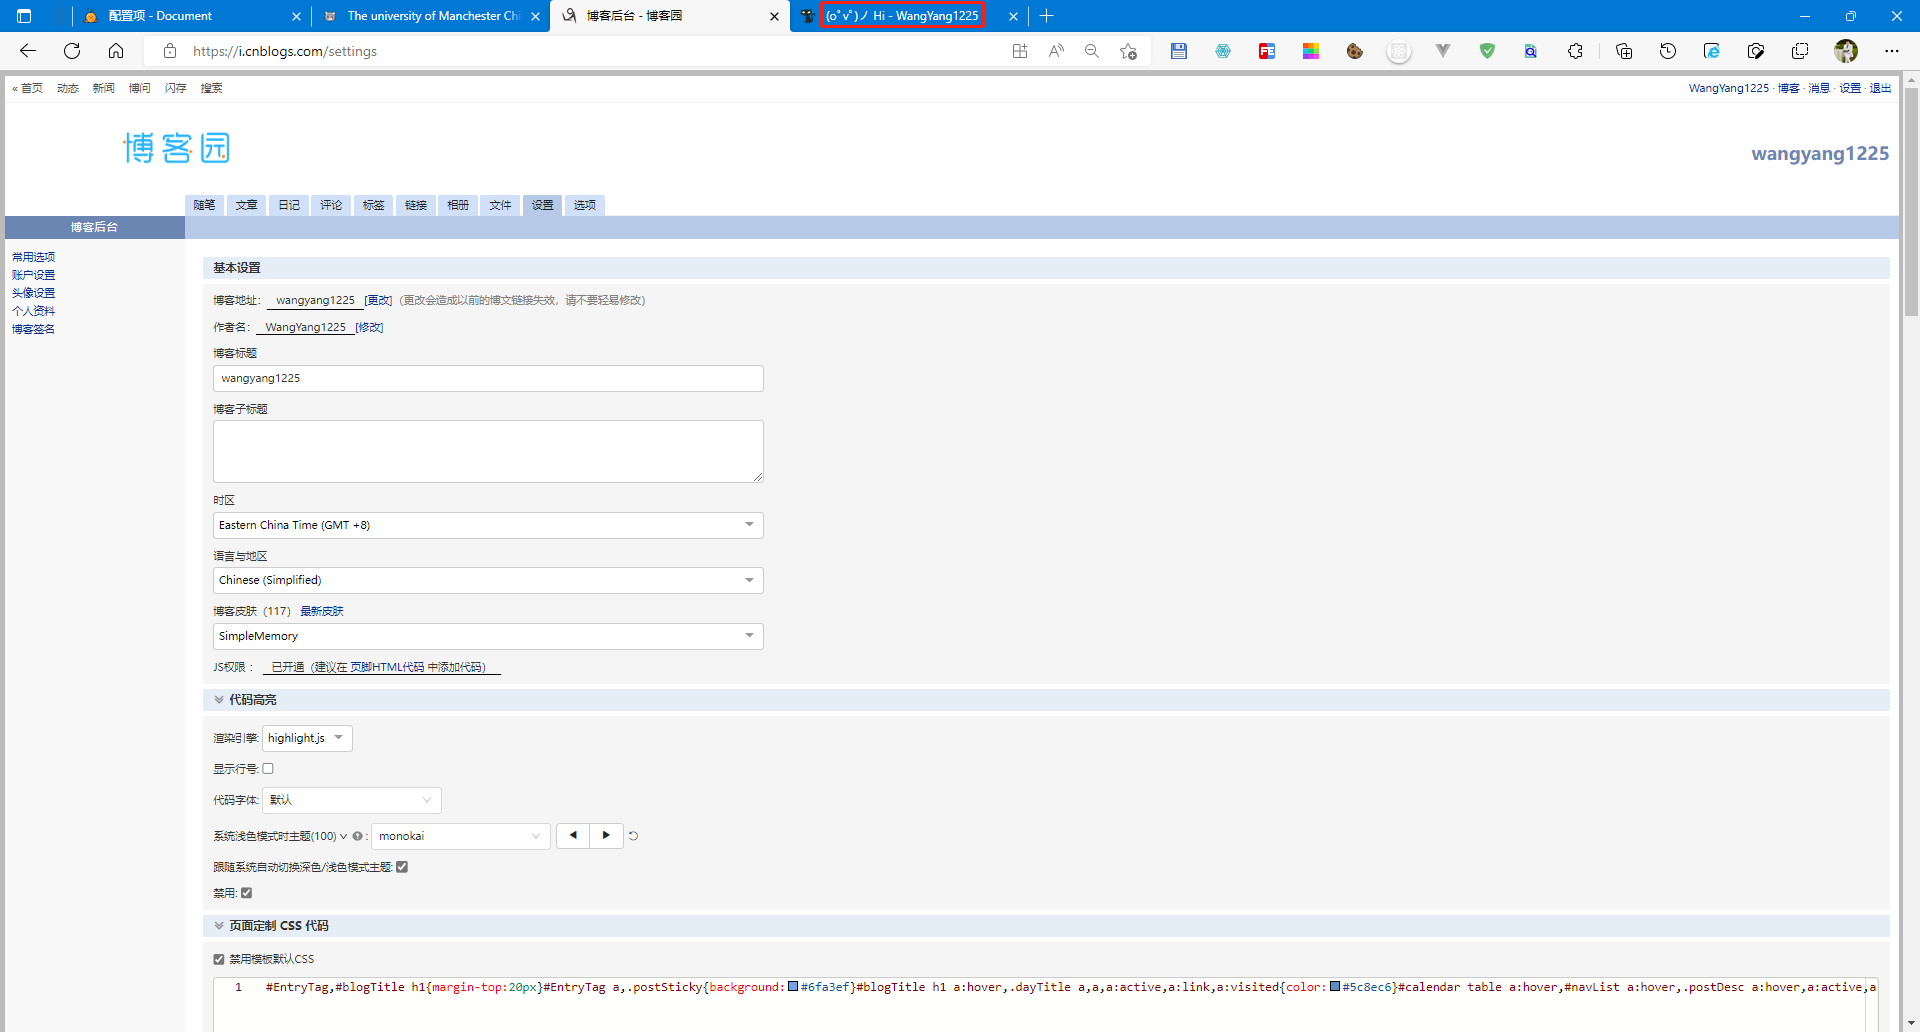 配置项 - Document
The university of Manchester Chi
博客后台 - 博客园
(o゚v゚)ノ Hi - WangYang1225
https://i.cnblogs.com/settings
« 首页 动态 新闻 博问 闪存 搜索
WangYang1225 · 博客 · 消息 · 设置 · 退出
博客园
wangyang1225
随笔 文章 日记 评论 标签 链接 相册 文件 设置 选项
博客后台
常用选项
账户设置
头像设置
个人资料
博客签名
基本设置
博客地址： wangyang1225 [更改] (更改会造成以前的博文链接失效，请不要轻易修改)
作者名： WangYang1225 [修改]
博客标题
wangyang1225
博客子标题
时区
Eastern China Time (GMT +8)
语言与地区
Chinese (Simplified)
博客皮肤（117） 最新皮肤
SimpleMemory
JS权限： 已开通（建议在 页脚HTML代码 中添加代码）
代码高亮
渲染引擎: highlight.js
显示行号:
代码字体: 默认
系统浅色模式时主题(100) : monokai
跟随系统自动切换深色/浅色模式主题:
禁用:
页面定制 CSS 代码
禁用模板默认CSS
1 #EntryTag,#blogTitle h1{margin-top:20px}#EntryTag a,.postSticky{background:#6fa3ef}#blogTitle h1 a:hover,.dayTitle a,a,a:active,a:link,a:visited{color:#5c8ec6}#calendar table a:hover,#navList a:hover,.postDesc a:hover,a:active,a